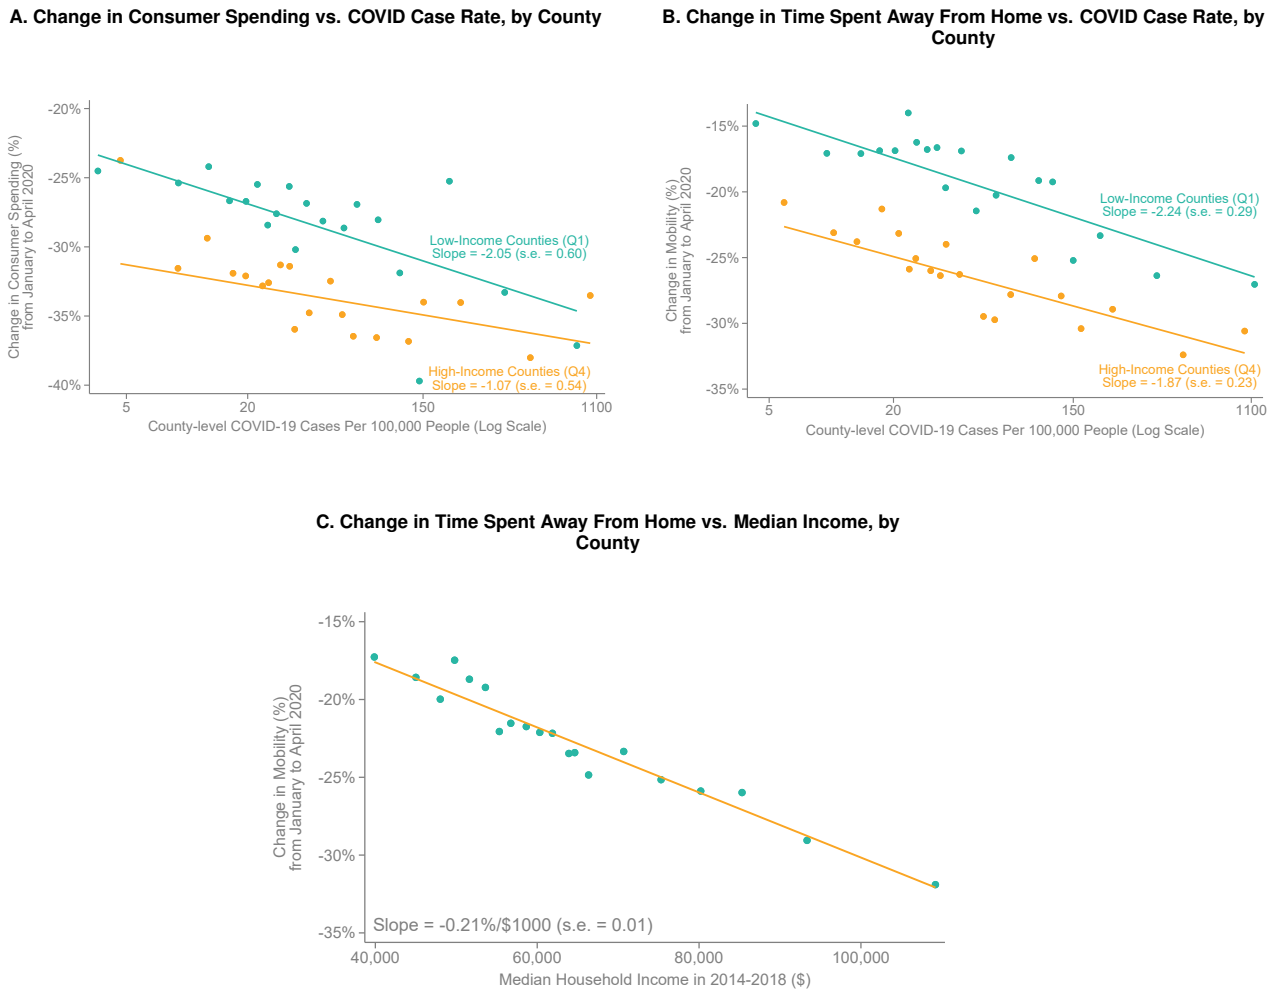 A. Change in Consumer Spending vs. COVID Case Rate, by County
-20%
-25%
-30%
-35%
-40%
Change in Consumer Spending (%)
from January to April 2020
Low-Income Counties (Q1)
Slope = -2.05 (s.e. = 0.60)
High-Income Counties (Q4)
Slope = -1.07 (s.e. = 0.54)
5
20
150
1100
County-level COVID-19 Cases Per 100,000 People (Log Scale)
B. Change in Time Spent Away From Home vs. COVID Case Rate, by
County
-15%
-20%
-25%
-30%
-35%
Change in Mobility (%)
from January to April 2020
Low-Income Counties (Q1)
Slope = -2.24 (s.e. = 0.29)
High-Income Counties (Q4)
Slope = -1.87 (s.e. = 0.23)
5
20
150
1100
County-level COVID-19 Cases Per 100,000 People (Log Scale)
C. Change in Time Spent Away From Home vs. Median Income, by
County
-15%
-20%
-25%
-30%
-35%
Change in Mobility (%)
from January to April 2020
Slope = -0.21%/$1000 (s.e. = 0.01)
40,000
60,000
80,000
100,000
Median Household Income in 2014-2018 ($)